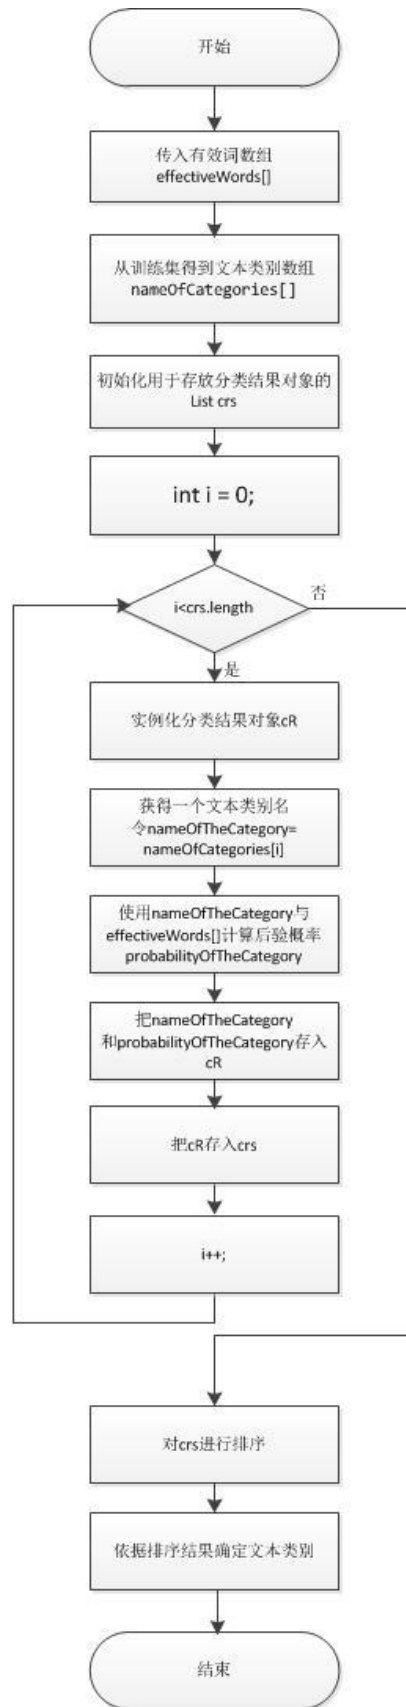 开始
传入有效词数组
effectiveWords[]
从训练集得到文本类别数组
nameOfCategories[]
初始化用于存放分类结果对象的
List crs
int i = 0;
i<crs.length
否
是
实例化分类结果对象cR
获得一个文本类别名
令nameOfTheCategory=
nameOfCategories[i]
使用nameOfTheCategory与
effectiveWords[]计算后验概率
probabilityOfTheCategory
把nameOfTheCategory
和probabilityOfTheCategory存入
cR
把cR存入crs
i++;
对crs进行排序
依据排序结果确定文本类别
结束